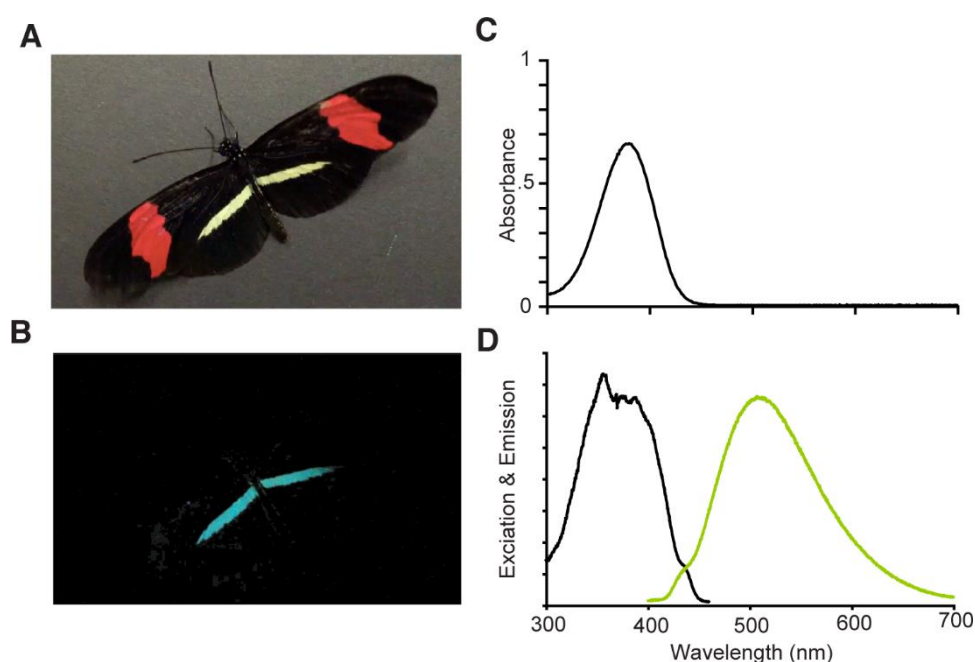 A
C
1
Absorbance
.5
0
B
D
Exciation & Emission
300
400
500
600
700
Wavelength (nm)